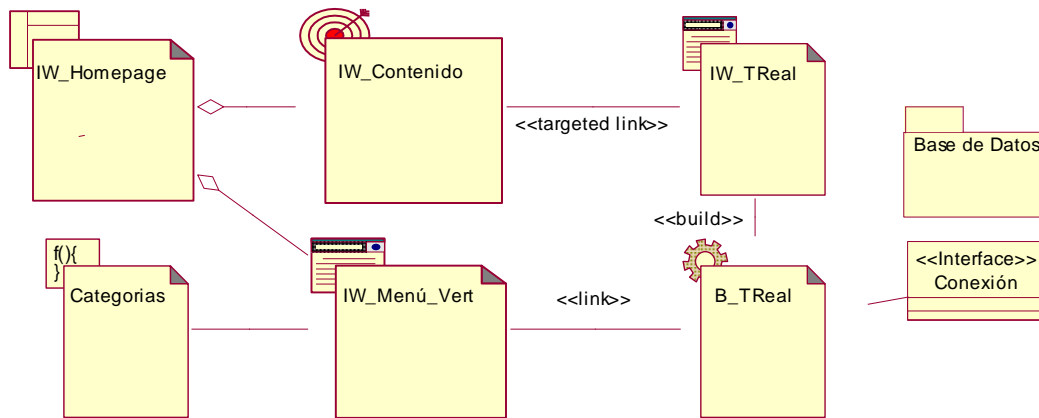 IW_Homepage
IW_Contenido
IW_TReal
<<targeted link>>
Base de Datos
<<build>>
f(){
}
Categorias
IW_Menú_Vert
<<link>>
B_TReal
<<Interface>>
Conexión